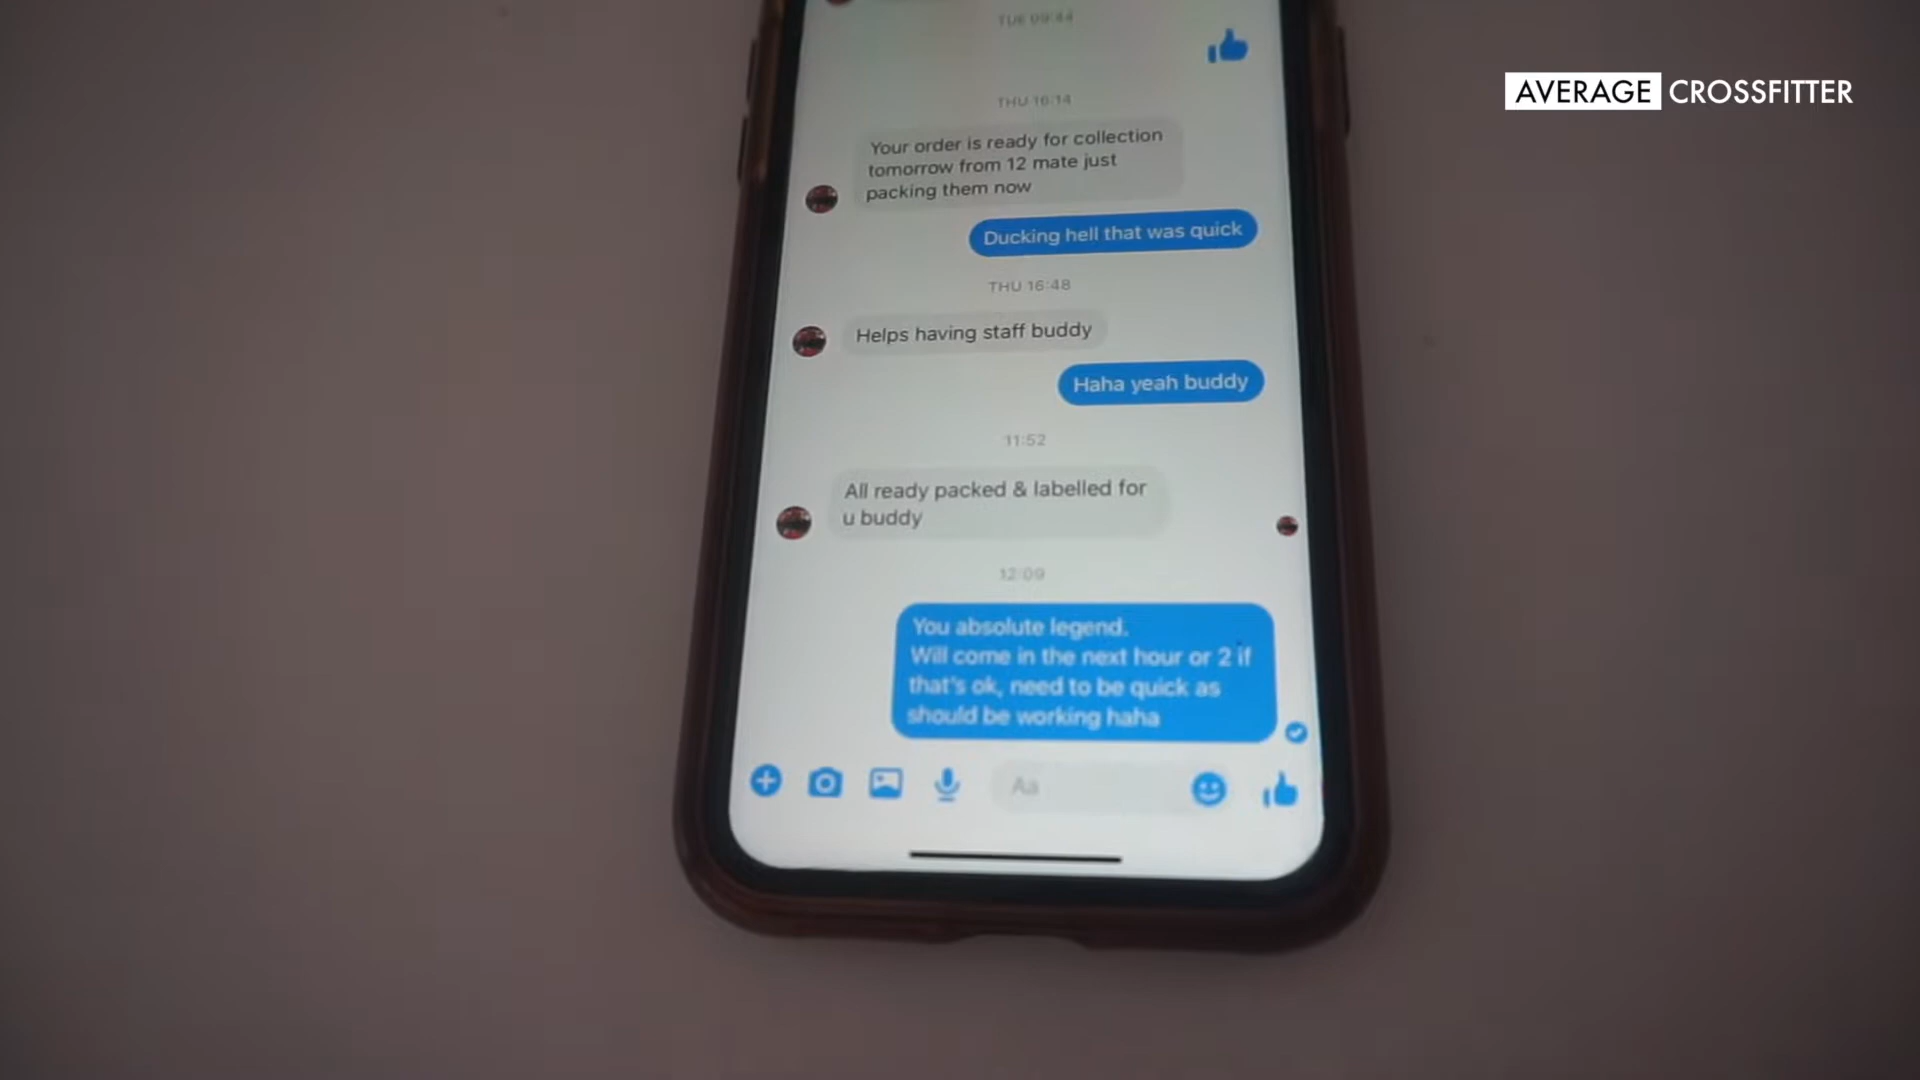 TUE 09:44
AVERAGE CROSSFITTER
THU 16:14
Your order is ready for collection
tomorrow from 12 mate just
packing them now
Ducking hell that was quick
THU 16:48
Helps having staff buddy
Haha yeah buddy
11:52
All ready packed & labelled for
u buddy
12:09
You absolute legend.
Will come in the next hour or 2 if
that's ok, need to be quick as
should be working haha
Aa